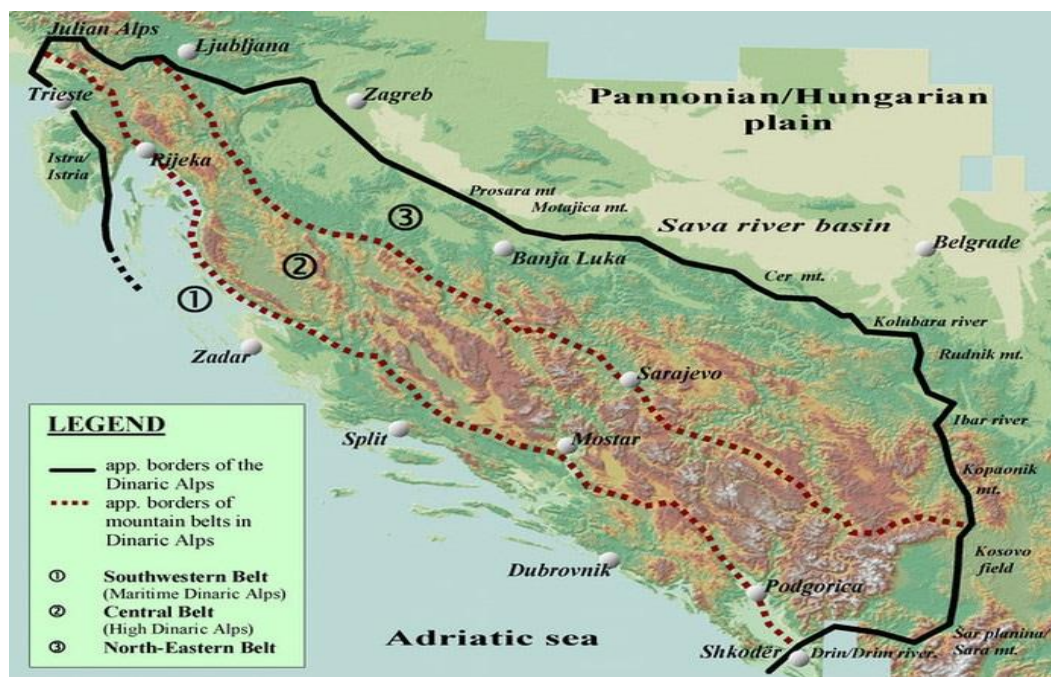 Julian Alps
Ljubljana
Trieste
Zagreb
Pannonian/Hungarian
plain
Istra/
Istria
Rijeka
Prosara mt
Motajica mt.
③
Sava river basin
Banja Luka
Belgrade
②
①
Cer mt.
Kolubara river
Zadar
Rudnik mt.
Sarajevo
Ibar river
Split
Mostar
Kopaonik
mt.
Dubrovnik
Kosovo
field
Podgorica
Adriatic sea
Shkodër
Drin/Drim river.
Šar planina/
Sara mt.
LEGEND
app. borders of the
Dinaric Alps
app. borders of
mountain belts in
Dinaric Alps
① Southwestern Belt
(Maritime Dinaric Alps)
② Central Belt
(High Dinaric Alps)
③ North-Eastern Belt